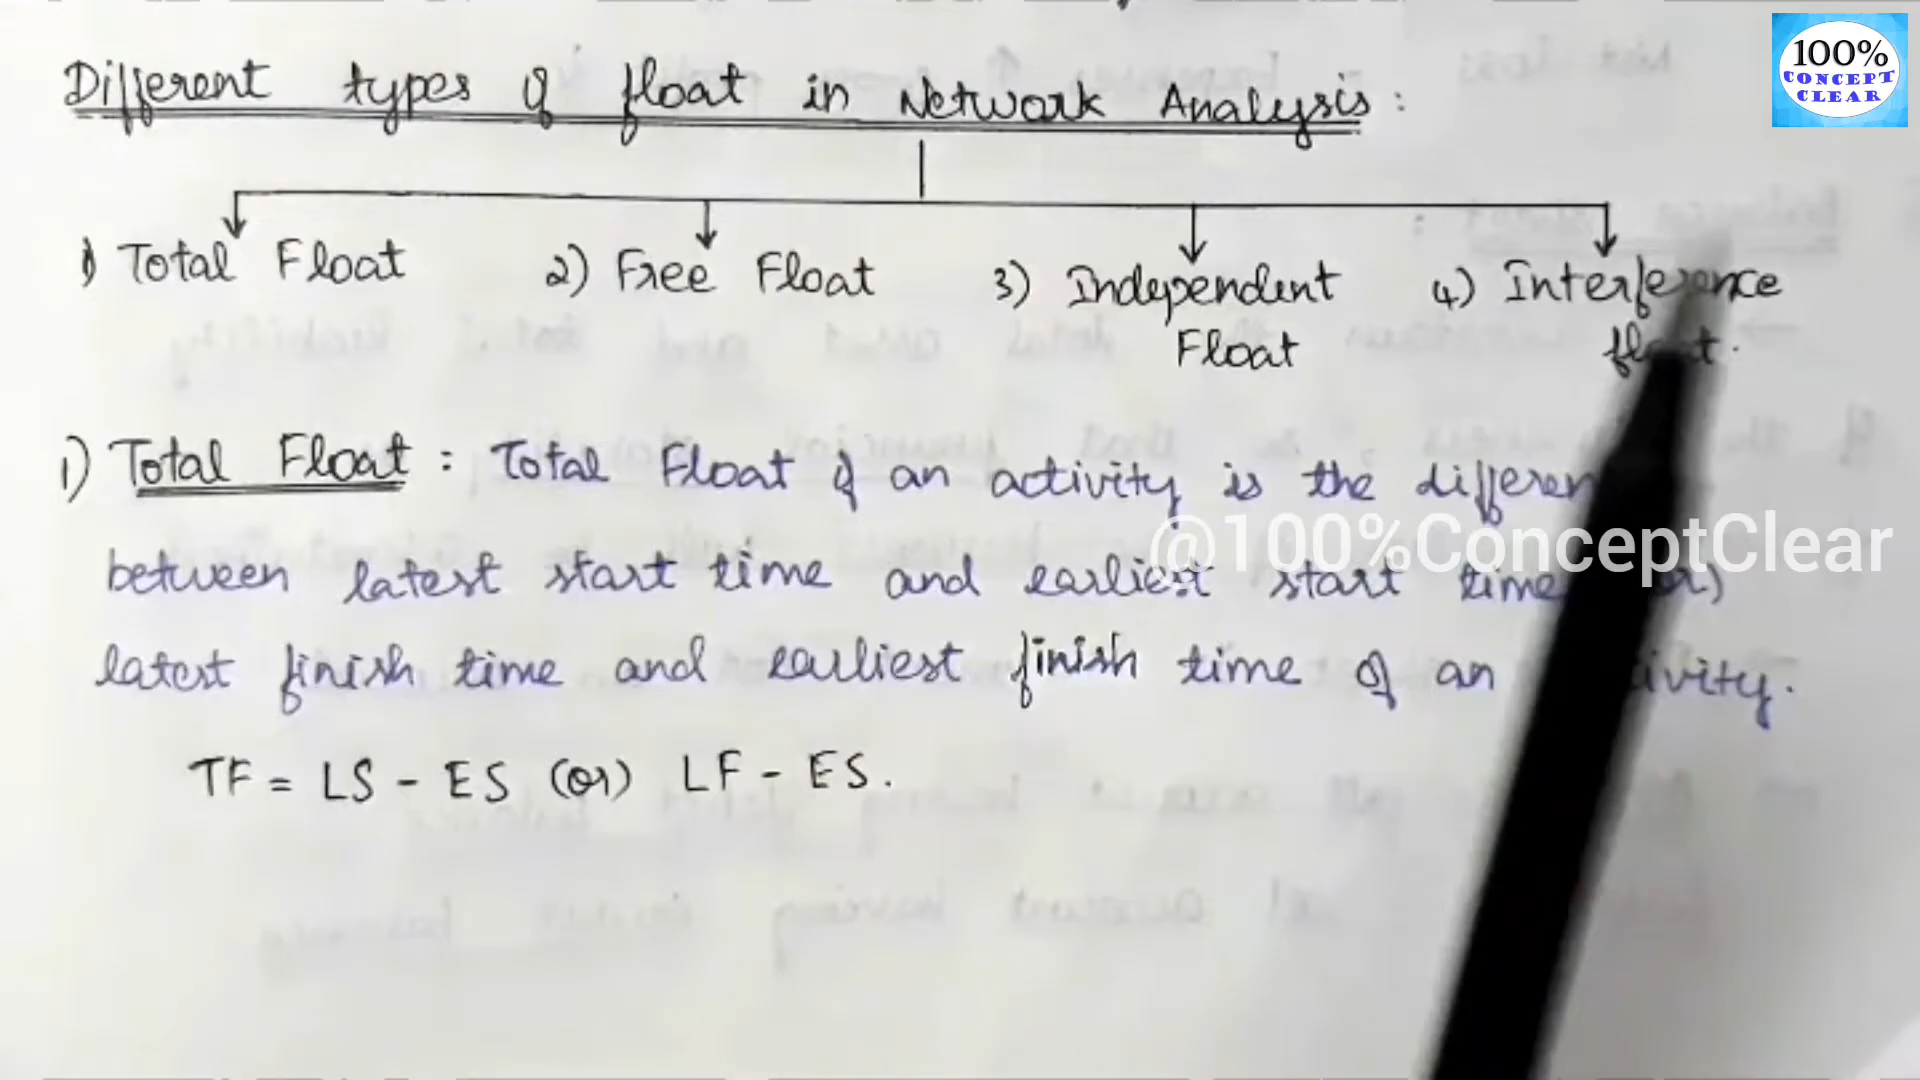 Different types of float in Network Analysis :
1) Total Float 2) Free Float 3) Independent Float 4) Interference float.
1) Total Float : Total Float of an activity is the differen
between latest start time and earliest start time or)
latest finish time and earliest finish time of an tivity.
TF = LS - ES (or) LF - ES.
100%
CONCEPT
CLEAR
@100%ConceptClear